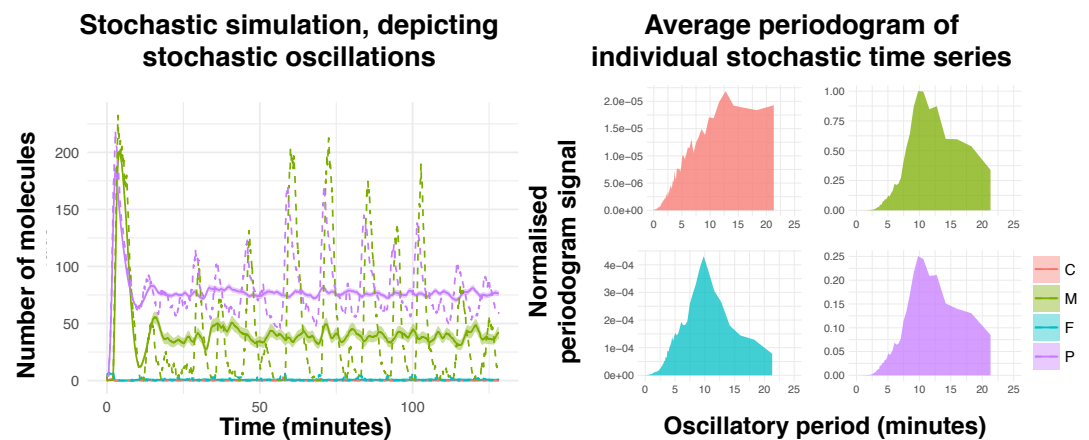 Stochastic simulation, depicting
stochastic oscillations
Number of molecules
200
150
100
50
0
0
50
100
Time (minutes)
Average periodogram of
individual stochastic time series
Normalised
periodogram signal
2.0e−05
1.5e−05
1.0e−05
5.0e−06
0.0e+00
0 5 10 15 20 25
1.00
0.75
0.50
0.25
0.00
0 5 10 15 20 25
4e−04
3e−04
2e−04
1e−04
0e+00
0 5 10 15 20 25
0.25
0.20
0.15
0.10
0.05
0.00
0 5 10 15 20 25
Oscillatory period (minutes)
C
M
F
P